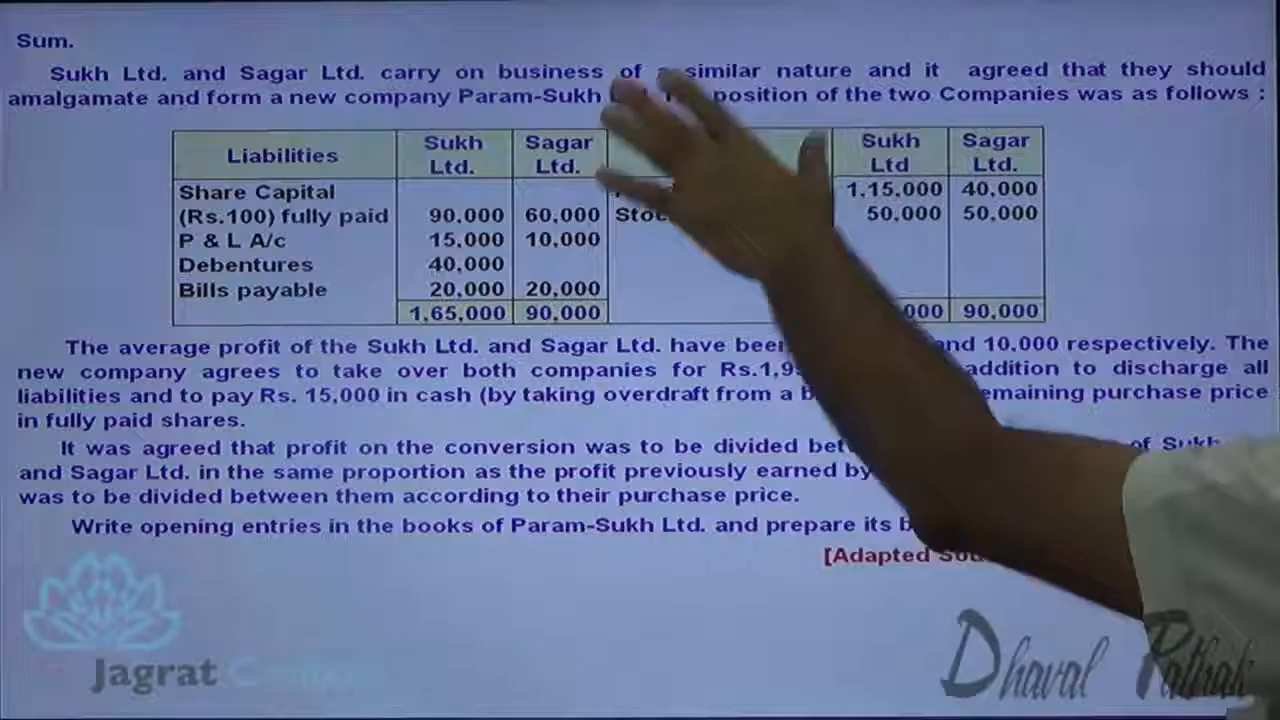 Sum.
Sukh Ltd. and Sagar Ltd. carry on business of similar nature and it agreed that they should
amalgamate and form a new company Param-Sukh position of the two Companies was as follows :
Liabilities Sukh Ltd. Sagar Ltd. Sukh Ltd Sagar Ltd.
Share Capital 1,15,000 40,000
(Rs.100) fully paid 90,000 60,000 50,000 50,000
P & L A/c 15,000 10,000
Debentures 40,000
Bills payable 20,000 20,000
1,65,000 90,000 90,000
The average profit of the Sukh Ltd. and Sagar Ltd. have and 10,000 respectively. The
new company agrees to take over both companies for addition to discharge all
liabilities and to pay Rs. 15,000 in cash (by taking overdraft from a purchase price
in fully paid shares.
It was agreed that profit on the conversion was to be divided of
and Sagar Ltd. in the same proportion as the profit previously earned by
was to be divided between them according to their purchase price.
Write opening entries in the books of Param-Sukh Ltd. and prepare its
[Adapted
Jagrat
Dhaval Pathak